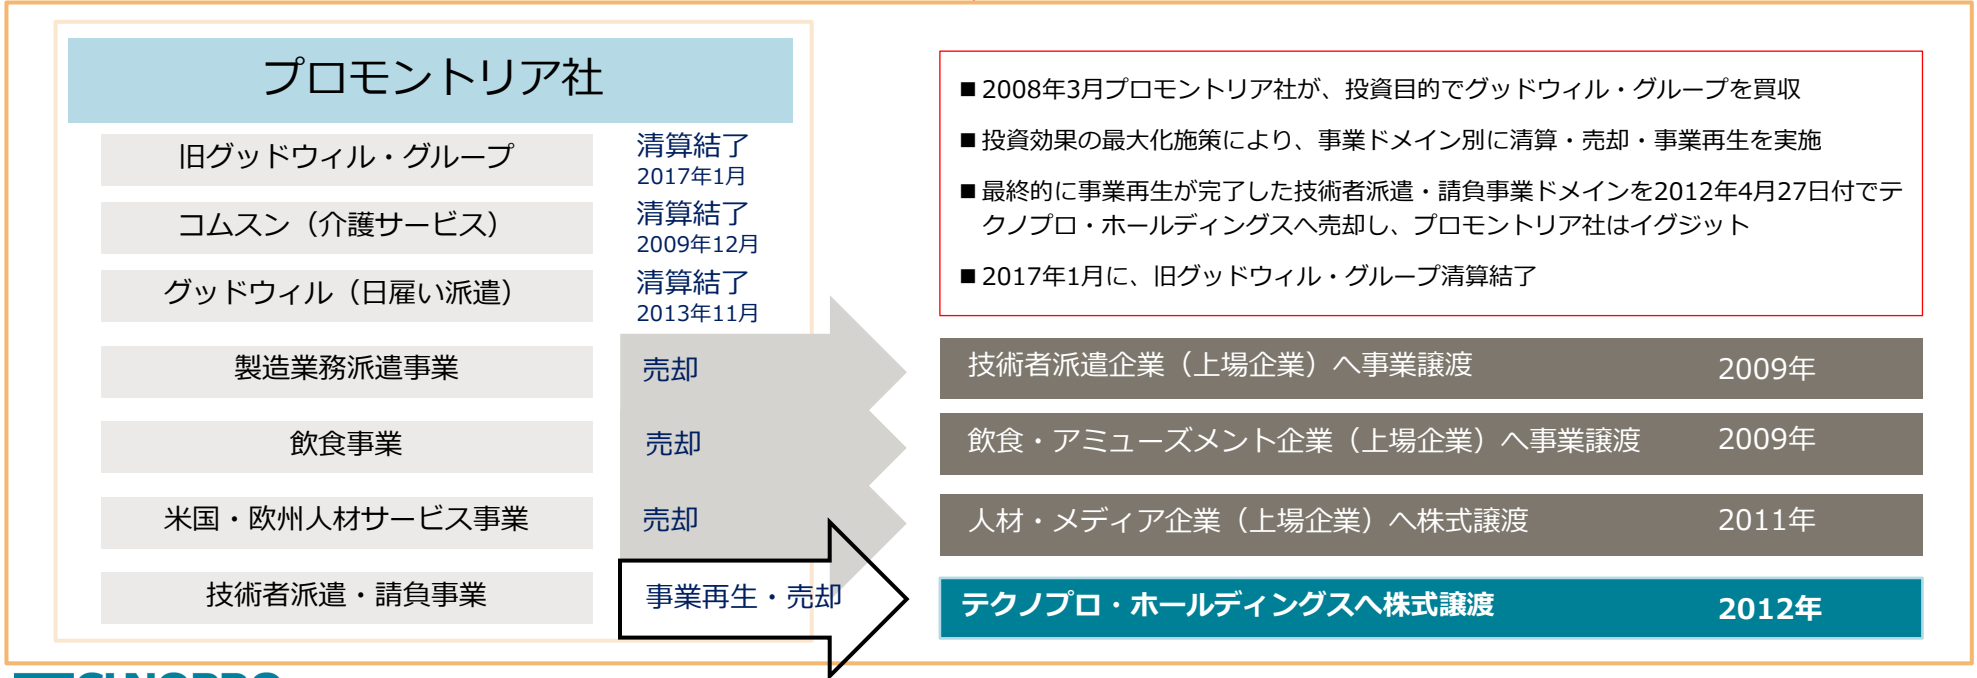 プロモントリア社
旧グッドウィル・グループ
清算結了
2017年1月
コムスン（介護サービス）
清算結了
2009年12月
グッドウィル（日雇い派遣）
清算結了
2013年11月
製造業務派遣事業
売却
飲食事業
売却
米国・欧州人材サービス事業
売却
技術者派遣・請負事業
事業再生・売却
■ 2008年3月プロモントリア社が、投資目的でグッドウィル・グループを買収
■ 投資効果の最大化施策により、事業ドメイン別に清算・売却・事業再生を実施
■ 最終的に事業再生が完了した技術者派遣・請負事業ドメインを2012年4月27日付でテ
クノプロ・ホールディングスへ売却し、プロモントリア社はイグジット
■ 2017年1月に、旧グッドウィル・グループ清算結了
技術者派遣企業（上場企業）へ事業譲渡 2009年
飲食・アミューズメント企業（上場企業）へ事業譲渡 2009年
人材・メディア企業（上場企業）へ株式譲渡 2011年
テクノプロ・ホールディングスへ株式譲渡 2012年